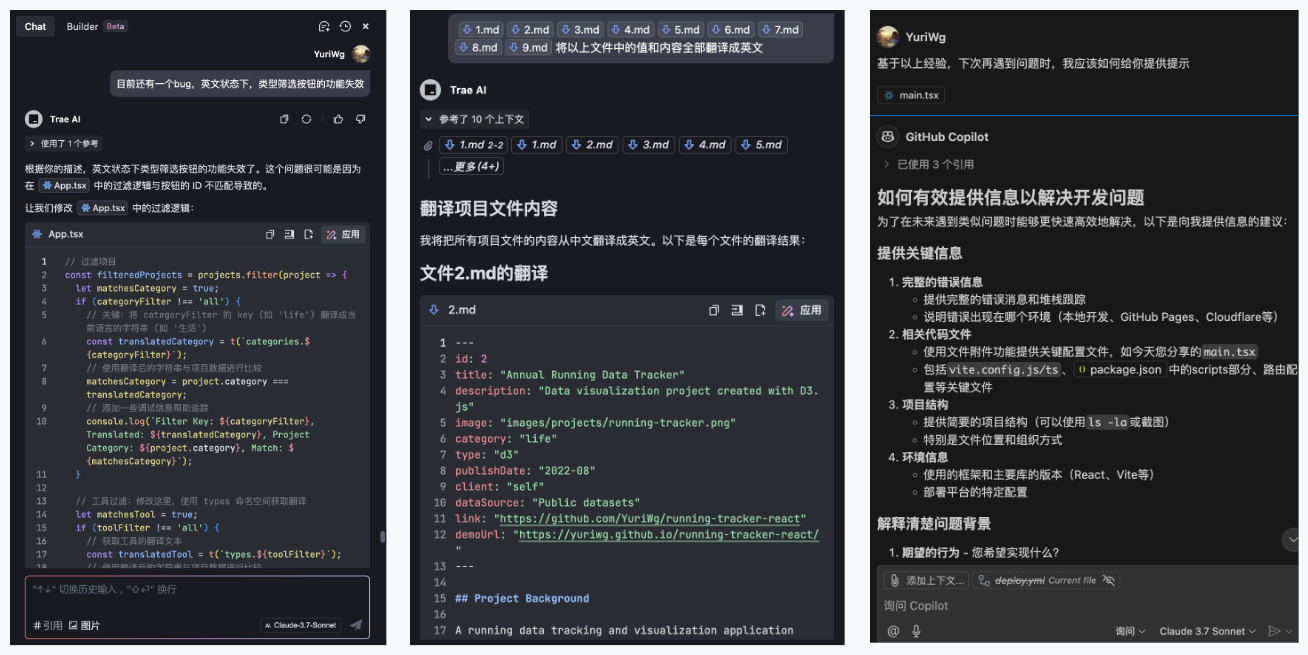 Chat Builder Beta
YuriWg
目前还有一个bug，英文状态下，类型筛选按钮的功能失效
Trae AI
使用了 1 个参考
根据你的描述，英文状态下类型筛选按钮的功能失效了。这个问题很可能是因为
在 App.tsx 中的过滤逻辑与按钮的 ID 不匹配导致的。
让我们修改 App.tsx 中的过滤逻辑：
App.tsx 应用
1 // 过滤项目
2 const filteredProjects = projects.filter(project => {
3 let matchesCategory = true;
4 if (categoryFilter !== 'all') {
5 // 关键：将 categoryFilter 的 key（如 'life'）翻译成当
前语言的字符串（如 '生活'）
6 const translatedCategory = t(`categories.$
{categoryFilter}`);
7 // 使用翻译后的字符串与项目数据进行比较
8 matchesCategory = project.category ===
translatedCategory;
9 // 添加一些调试信息帮助追踪
10 console.log(`Filter Key: ${categoryFilter},
Translated: ${translatedCategory}, Project
Category: ${project.category}, Match: $
{matchesCategory}`);
11 }
12
13 // 工具过滤：修改这里，使用 types 命名空间获取翻译
14 let matchesTool = true;
15 if (toolFilter !== 'all') {
16 // 获取工具的翻译文本
17 const translatedTool = t(`types.${toolFilter}`);
18 // 使用翻译后的字符串与项目数据进行比较
"↑↓" 切换历史输入，"⇧⏎" 换行
# 引用 图片 Claude-3.7-Sonnet
1.md 2.md 3.md 4.md 5.md 6.md 7.md
8.md 9.md 将以上文件中的值和内容全部翻译成英文
Trae AI
参考了 10 个上下文
1.md 2-2 1.md 2.md 3.md 4.md 5.md
...更多(4+)
翻译项目文件内容
我将把所有项目文件的内容从中文翻译成英文。以下是每个文件的翻译结果：
文件2.md的翻译
2.md 应用
1 ---
2 id: 2
3 title: "Annual Running Data Tracker"
4 description: "Data visualization project created with D3.
js"
5 image: "images/projects/running-tracker.png"
6 category: "life"
7 type: "d3"
8 publishDate: "2022-08"
9 client: "self"
10 dataSource: "Public datasets"
11 link: "https://github.com/YuriWg/running-tracker-react"
12 demoUrl: "https://yuriwg.github.io/running-tracker-react/
"
13 ---
14
15 ## Project Background
16
17 A running data tracking and visualization application
YuriWg
基于以上经验，下次再遇到问题时，我应该如何给你提供提示
main.tsx
GitHub Copilot
已使用 3 个引用
如何有效提供信息以解决开发问题
为了在未来遇到类似问题时能够更快速高效地解决，以下是向我提供信息的建议：
提供关键信息
1. 完整的错误信息
提供完整的错误消息和堆栈跟踪
说明错误出现在哪个环境（本地开发、GitHub Pages、Cloudflare等）
2. 相关代码文件
使用文件附件功能提供关键配置文件，如今天您分享的main.tsx
包括vite.config.js/ts、 package.json 中的scripts部分、路由配
置等关键文件
3. 项目结构
提供简要的项目结构（可以使用ls -la或截图）
特别是文件位置和组织方式
4. 环境信息
使用的框架和主要库的版本（React、Vite等）
部署平台的特定配置
解释清楚问题背景
1. 期望的行为 - 您希望实现什么？
添加上下文... deploy.yml Current file
询问 Copilot
@ 询问 Claude 3.7 Sonnet